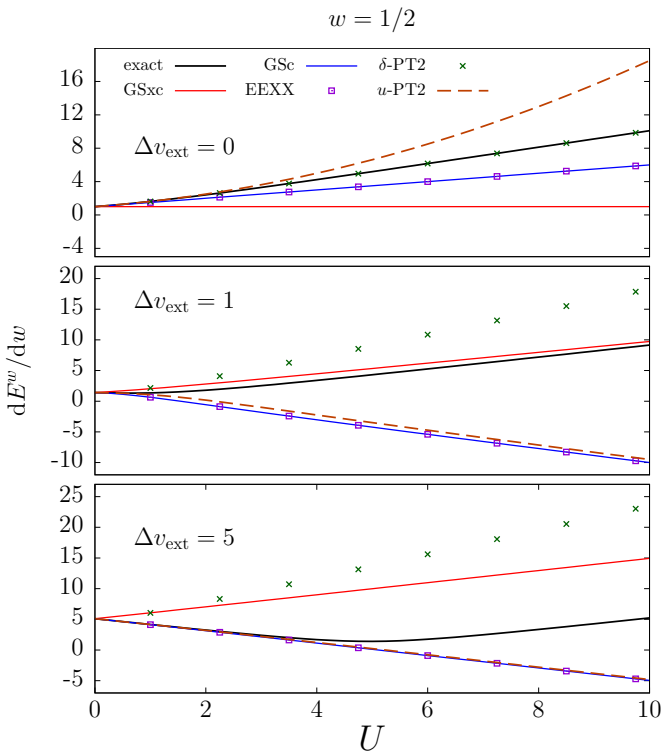 w = 1/2
exact GSc δ-PT2
GSxc EEXX u-PT2
Δv_ext = 0
16
12
8
4
0
-4
Δv_ext = 1
20
15
10
5
0
-5
-10
dE^w/dw
Δv_ext = 5
25
20
15
10
5
0
-5
0 2 4 6 8 10
U